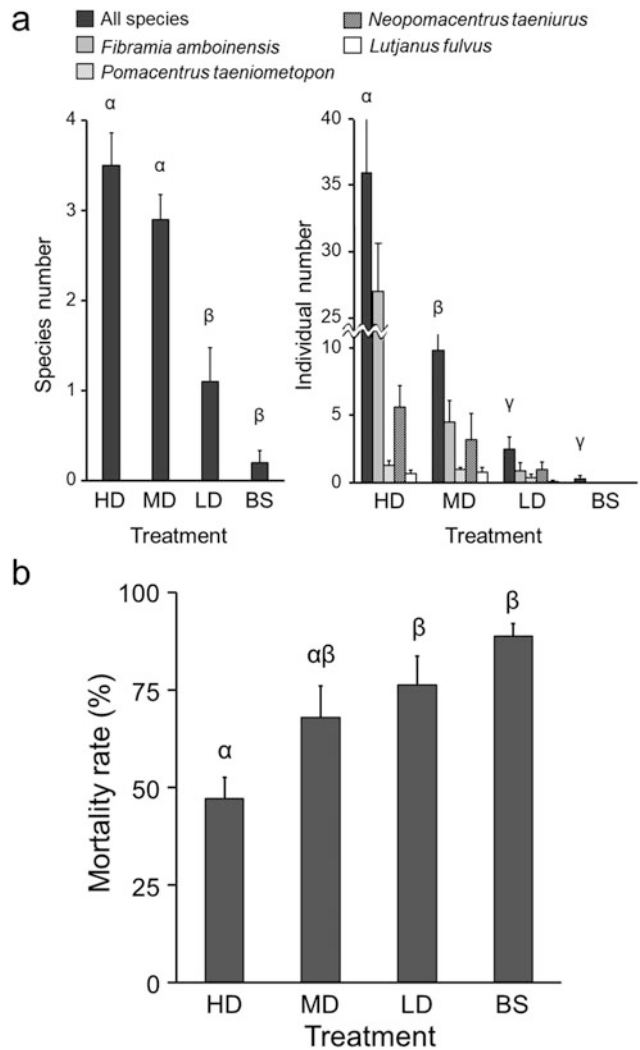 a
All species
Fibramia amboinensis
Pomacentrus taeniometopon
Neopomacentrus taeniurus
Lutjanus fulvus
Species number
4
3
2
1
0
α
α
β
β
HD MD LD BS
Treatment
Individual number
40
35
30
25
10
5
0
α
β
γ
γ
HD MD LD BS
Treatment
b
Mortality rate (%)
100
75
50
25
0
α
αβ
β
β
HD MD LD BS
Treatment